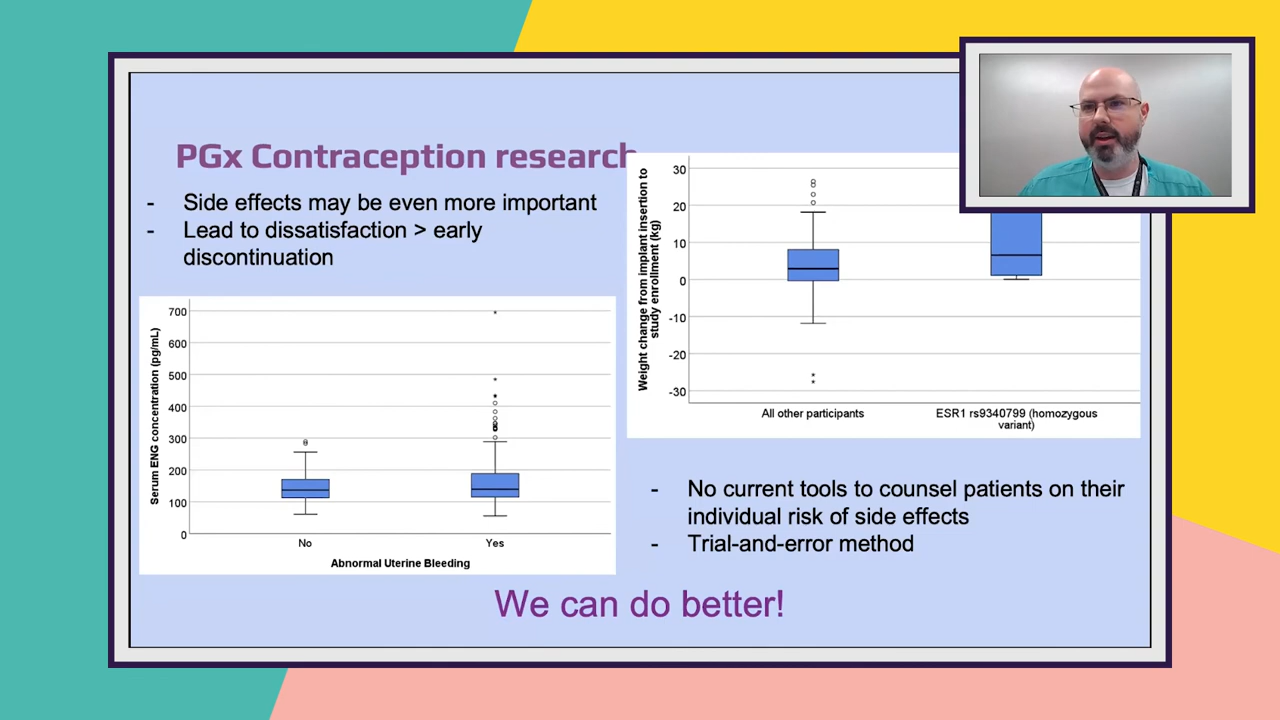 PGx Contraception research
- Side effects may be even more important
- Lead to dissatisfaction > early
discontinuation
Serum ENG concentration (pg/mL)
700
600
500
400
300
200
100
0
No
Yes
Abnormal Uterine Bleeding
Weight change from implant insertion to
study enrollment (kg)
30
20
10
0
-10
-20
-30
All other participants
ESR1 rs9340799 (homozygous
variant)
- No current tools to counsel patients on their
individual risk of side effects
- Trial-and-error method
We can do better!